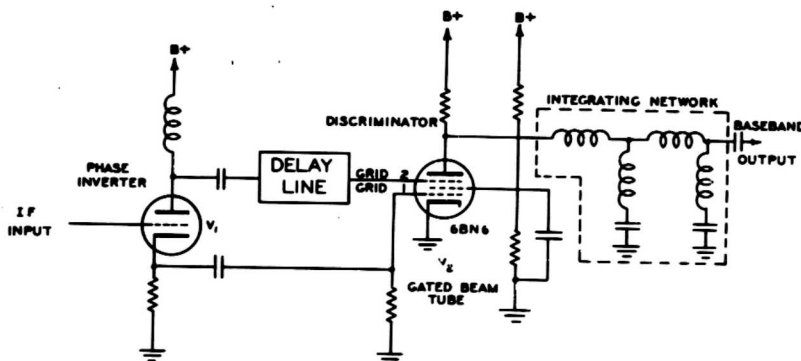 B+
B+
B+
INTEGRATING NETWORK
DISCRIMINATOR
BASEBAND
OUTPUT
PHASE
INVERTER
DELAY
LINE
GRID 2
GRID 1
IF
INPUT
V₁
6BN6
V₂
GATED BEAM
TUBE